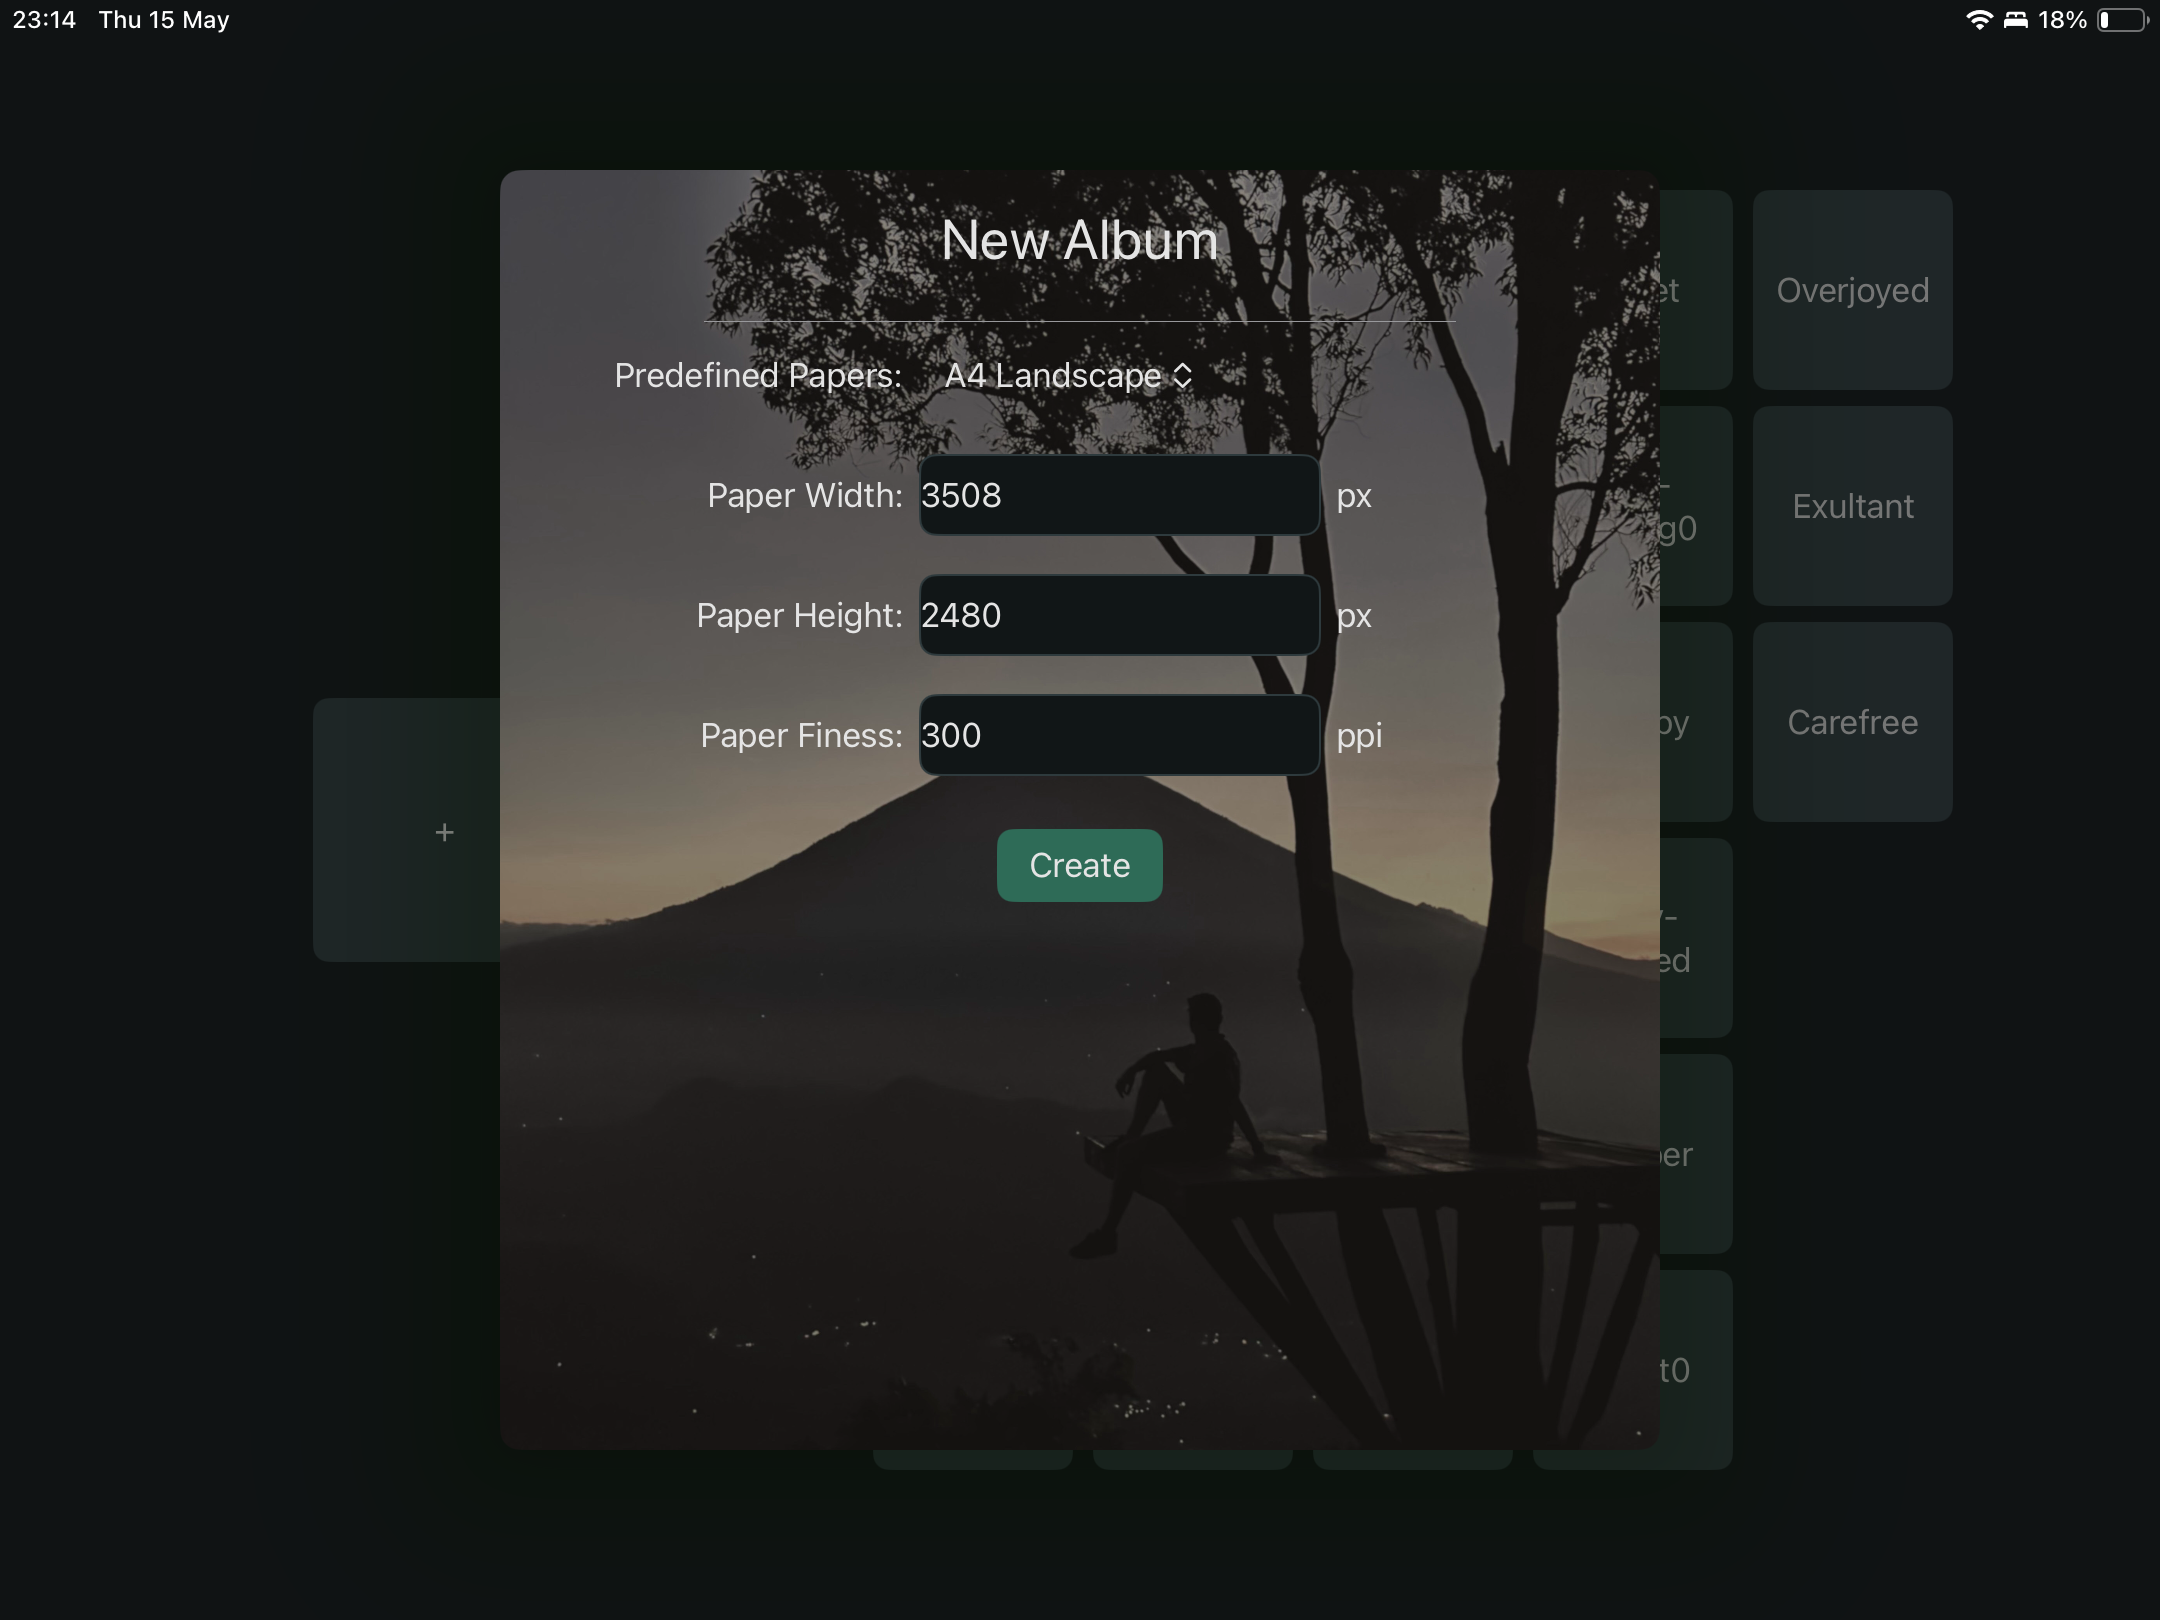 23:14 Thu 15 May
18%
New Album
Predefined Papers: A4 Landscape
Paper Width: 3508 px
Paper Height: 2480 px
Paper Finess: 300 ppi
Create
+
et
Overjoyed
-
g0
Exultant
by
Carefree
-
ed
er
t0